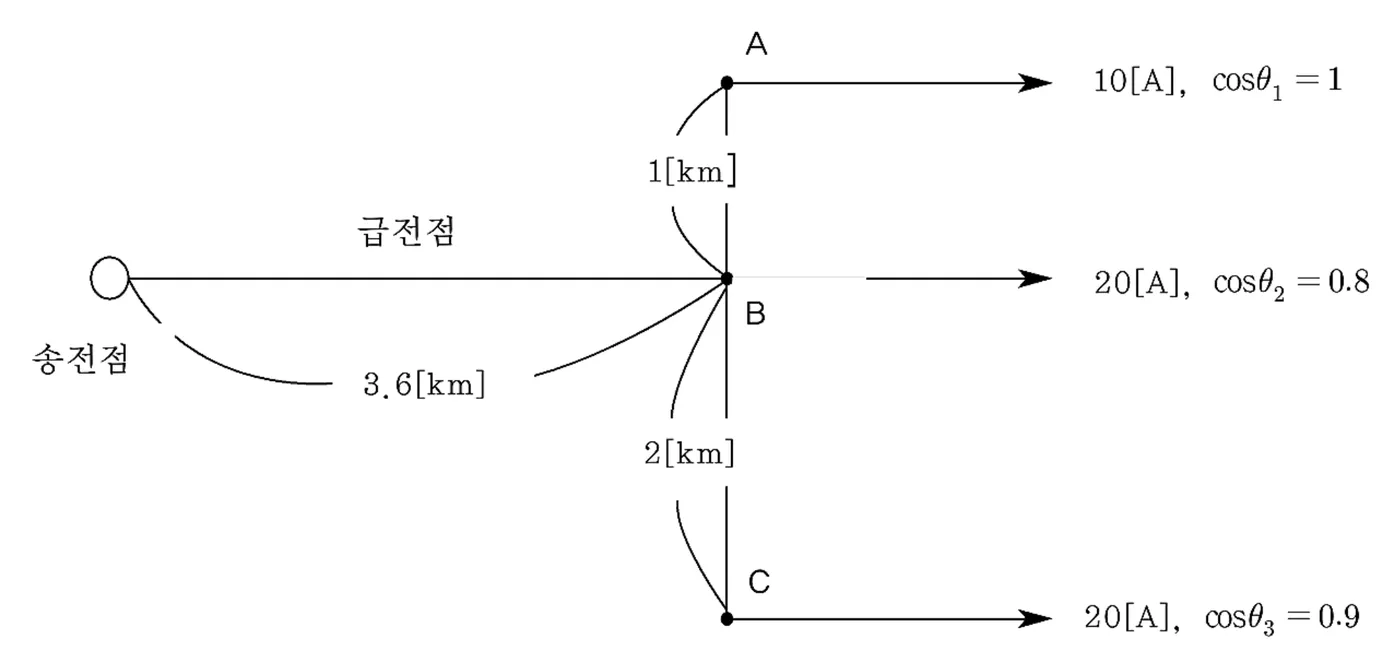 A
10[A], cosθ₁ = 1
1[km]
급전점
B
20[A], cosθ₂ = 0.8
송전점
3.6[km]
2[km]
C
20[A], cosθ₃ = 0.9